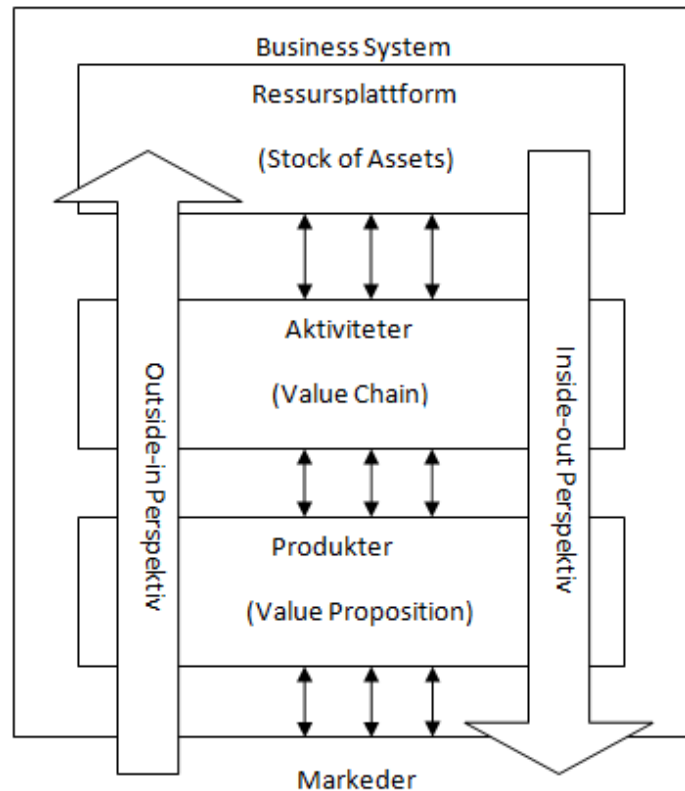 Business System
Ressursplattform
(Stock of Assets)
Aktiviteter
(Value Chain)
Outside-in Perspektiv
Inside-out Perspektiv
Produkter
(Value Proposition)
Markeder